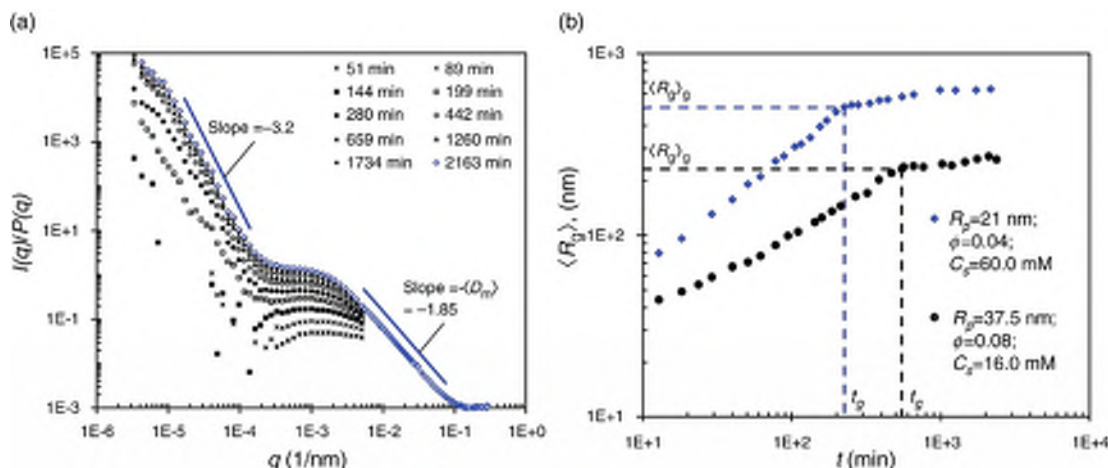 (a)
1E+5
1E+3
1E+1
1E-1
1E-3
I(q)/P(q)
51 min
89 min
144 min
199 min
280 min
442 min
659 min
1260 min
1734 min
2163 min
Slope =-3.2
Slope =-⟨Dm⟩
= -1.85
1E-6
1E-5
1E-4
1E-3
1E-2
1E-1
1E+0
q (1/nm)
(b)
1E+3
1E+2
1E+1
⟨Rg⟩, (nm)
⟨Rg⟩g
⟨Rg⟩g
Rp=21 nm;
ϕ=0.04;
Cs=60.0 mM
Rp=37.5 nm;
ϕ=0.08;
Cs=16.0 mM
tg
tg
1E+1
1E+2
1E+3
1E+4
t (min)